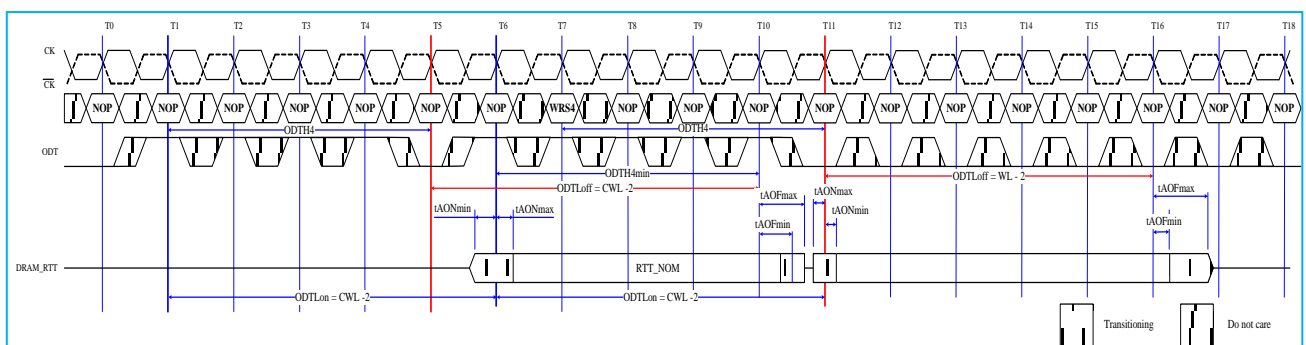 T0 T1 T2 T3 T4 T5 T6 T7 T8 T9 T10 T11 T12 T13 T14 T15 T16 T17 T18
CK
CK
NOP NOP NOP NOP NOP NOP NOP WRS4 NOP NOP NOP NOP NOP NOP NOP NOP NOP NOP NOP
ODTH4 ODTH4
ODT
ODTH4min ODTLoff = WL - 2
ODTLoff = CWL -2
tAONmin tAONmax tAOFmax tAONmax tAOFmax
tAOFmin tAONmin tAOFmin
DRAM_RTT RTT_NOM
ODTLon = CWL -2 ODTLon = CWL -2
Transitioning Do not care